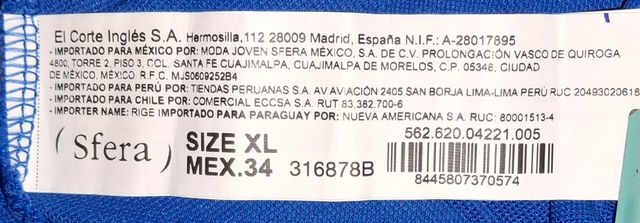 El Corte Inglés S.A. Hermosilla,112 28009 Madrid, España N.I.F.: A-28017895
- IMPORTADO PARA MÉXICO POR: MODA JOVEN SFERA MÉXICO, S.A. DE C.V. PROLONGACIÓN VASCO DE QUIROGA
4800, TORRE 2, PISO 3, COL. SANTA FE CUAJIMALPA, CUAJIMALPA DE MORELOS, C.P. 05348, CIUDAD
DE MÉXICO, MÉXICO. R.F.C. MJS0609252B4
- IMPORTADO PARA PERÚ POR: TIENDAS PERUANAS S.A. AV AVIACIÓN 2405 SAN BORJA LIMA-LIMA PERÚ RUC 20493020618
- IMPORTADO PARA CHILE POR: COMERCIAL ECCSA S.A. RUT 83.382.700-6
- IMPORTER NAME: RIGE IMPORTADO PARA PARAGUAY POR: NUEVA AMERICANA S.A. RUC: 80001513-4
(Sfera) SIZE XL
MEX.34 316878B
562.620.04221.005
8445807370574